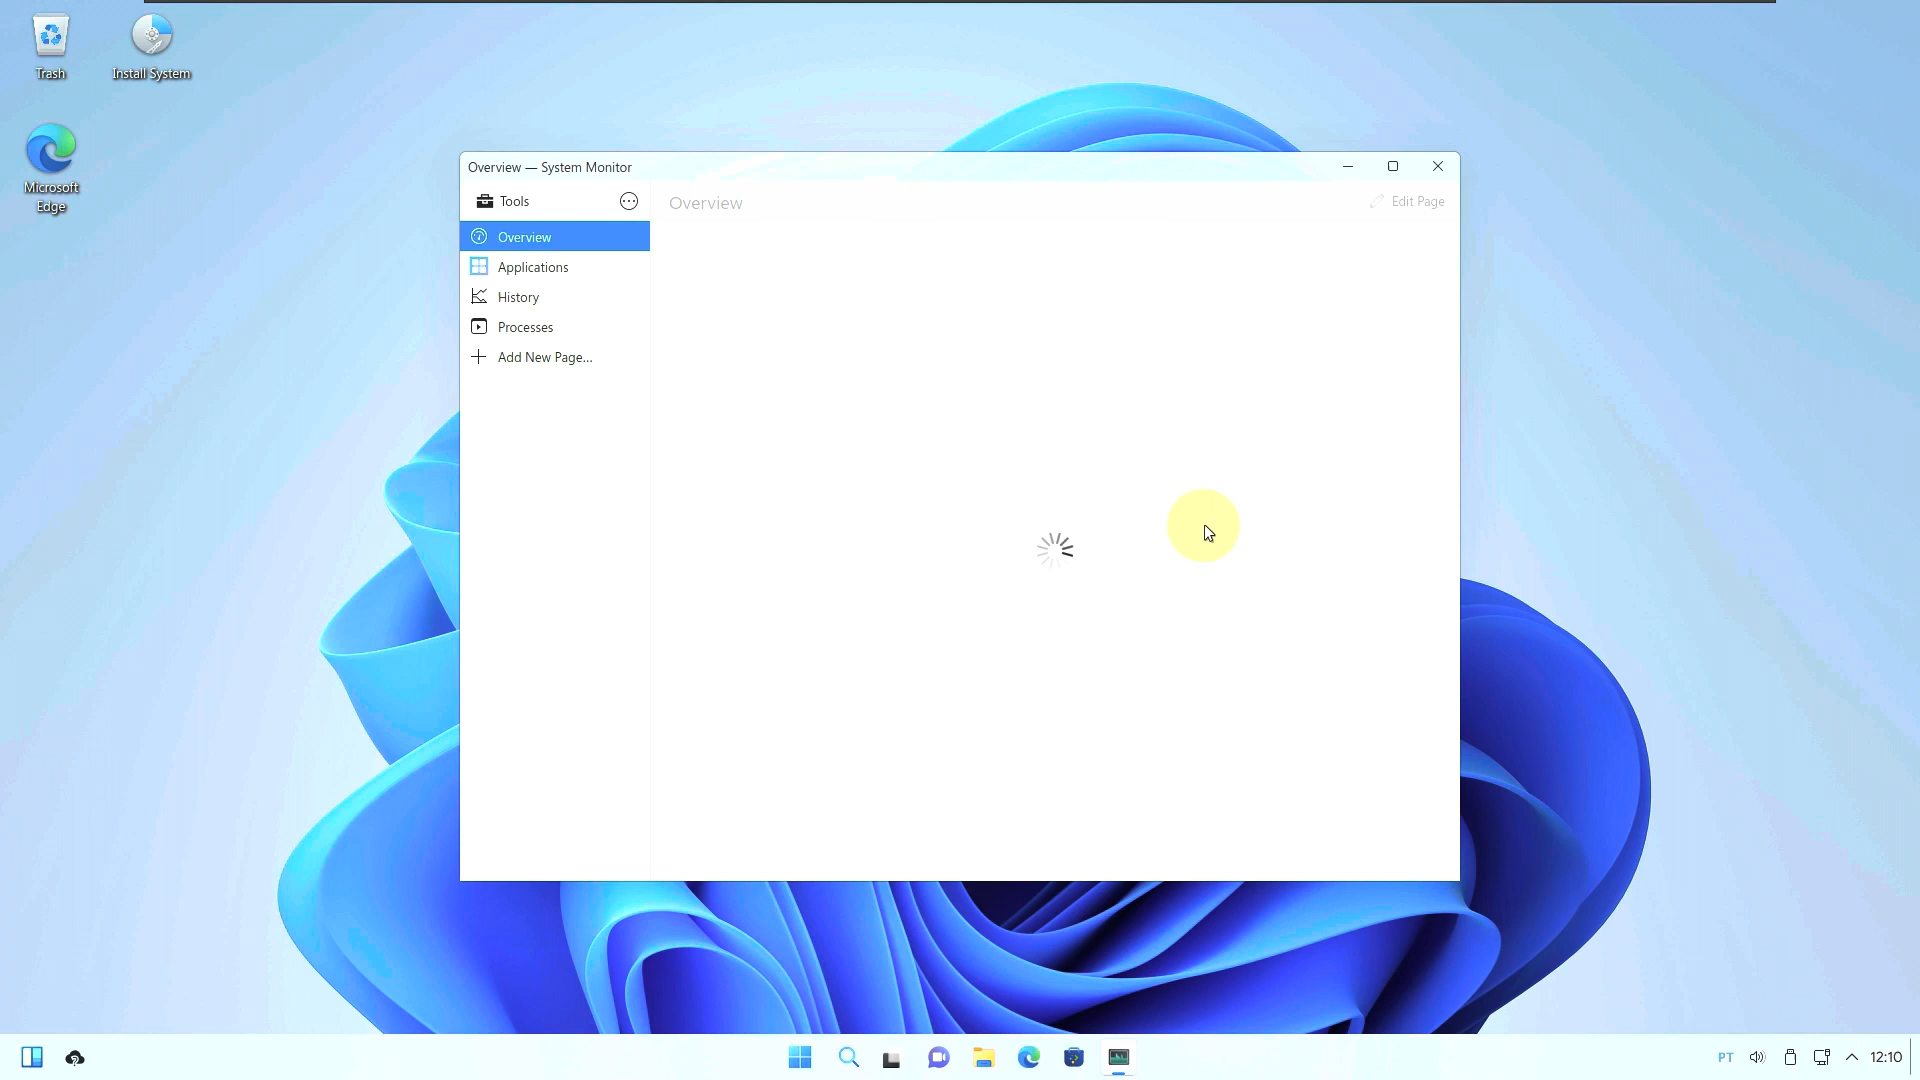 Trash
Install System
Microsoft
Edge
Overview — System Monitor
Tools
Overview
Edit Page
Overview
Applications
History
Processes
Add New Page...
PT
12:10